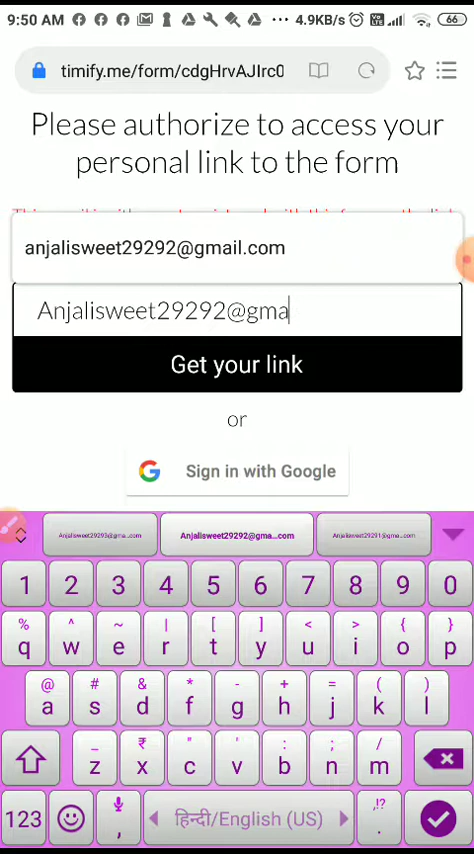 9:50 AM ... 4.9KB/s 66
timify.me/form/cdgHrvAJIrc0
Please authorize to access your
personal link to the form
anjalisweet29292@gmail.com
Anjalisweet29292@gma
Get your link
or
Sign in with Google
Anjalisweet29293@gma...com Anjalisweet29292@gma...com Anjalisweet29291@gma...com
1 2 3 4 5 6 7 8 9 0
% ^ ~ | [ ] < > { }
q w e r t y u i o p
@ # & * - + = ( )
a s d f g h j k l
_ ₹ " ' : ; /
z x c v b n m
123 , हिन्दी/English (US) ,!? .